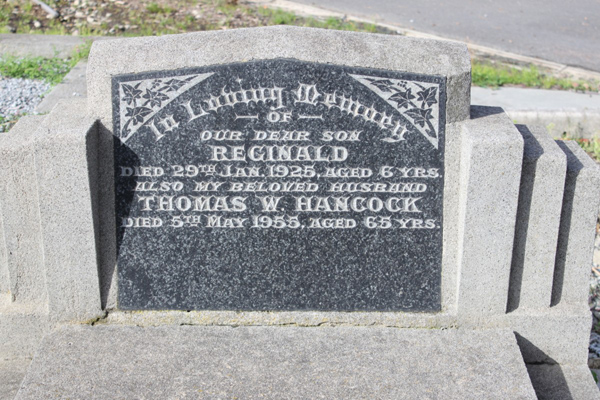 In Loving Memory
- OF -
OUR DEAR SON
REGINALD
DIED 29TH JAN. 1925, AGED 6 YRS.
ALSO MY BELOVED HUSBAND
THOMAS W. HANCOCK
DIED 5TH MAY 1955, AGED 65 YRS.